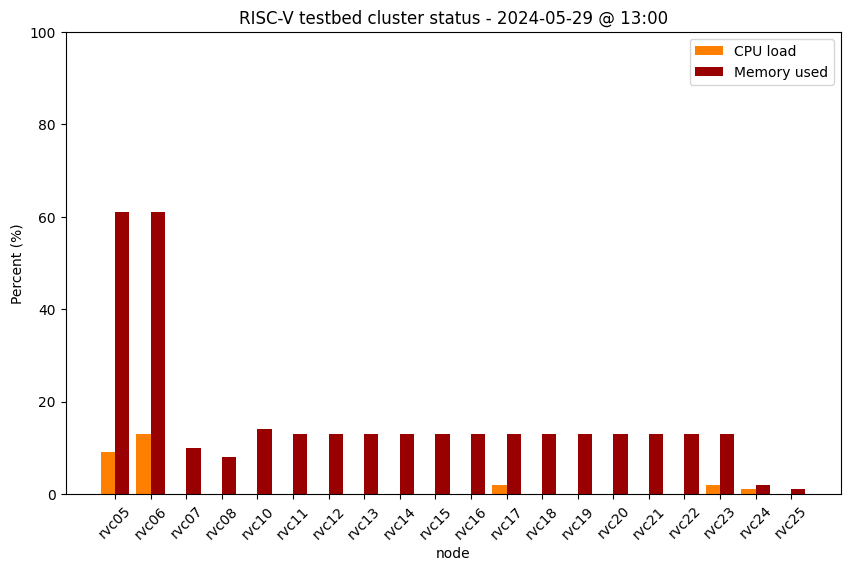 RISC-V testbed cluster status - 2024-05-29 @ 13:00
CPU load
Memory used
Percent (%)
100
80
60
40
20
0
rvc05 rvc06 rvc07 rvc08 rvc10 rvc11 rvc12 rvc13 rvc14 rvc15 rvc16 rvc17 rvc18 rvc19 rvc20 rvc21 rvc22 rvc23 rvc24 rvc25
node